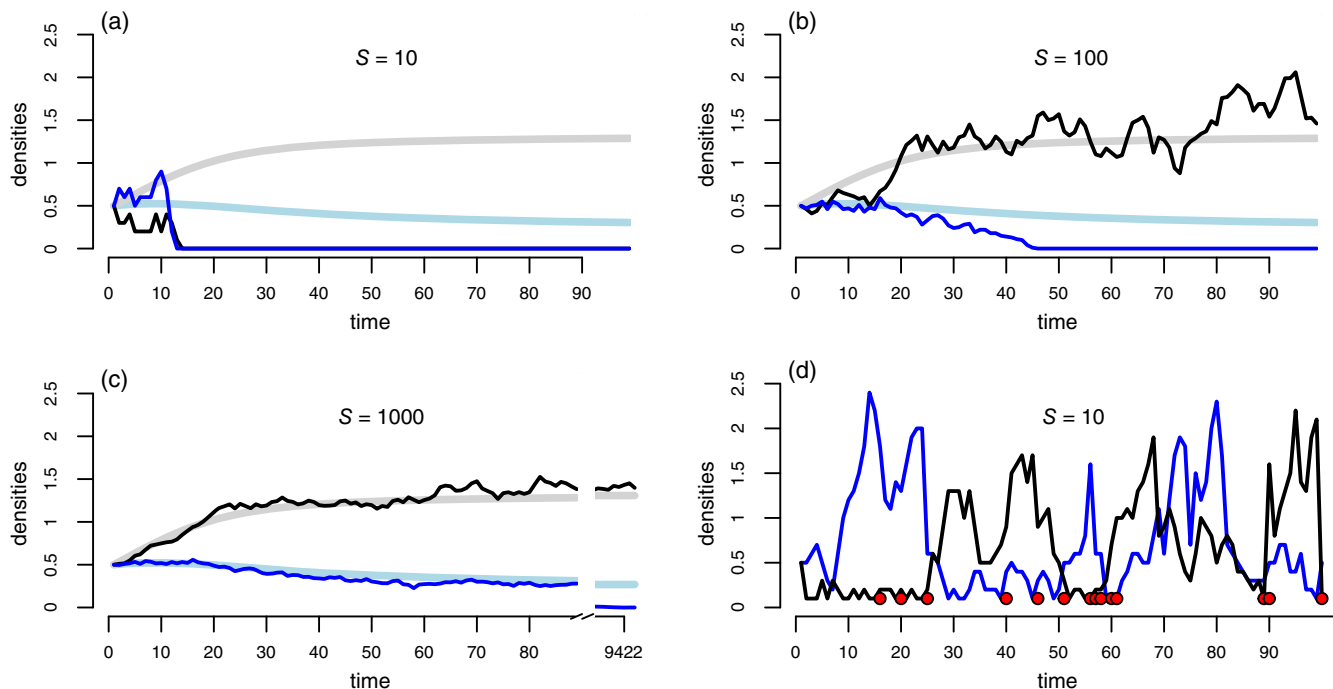 (a)
S = 10
densities
0 0.5 1 1.5 2 2.5
0 10 20 30 40 50 60 70 80 90
time
(b)
S = 100
densities
0 0.5 1 1.5 2 2.5
0 10 20 30 40 50 60 70 80 90
time
(c)
S = 1000
densities
0 0.5 1 1.5 2 2.5
0 10 20 30 40 50 60 70 80 9422
time
(d)
S = 10
densities
0 0.5 1 1.5 2 2.5
0 10 20 30 40 50 60 70 80 90 100
time